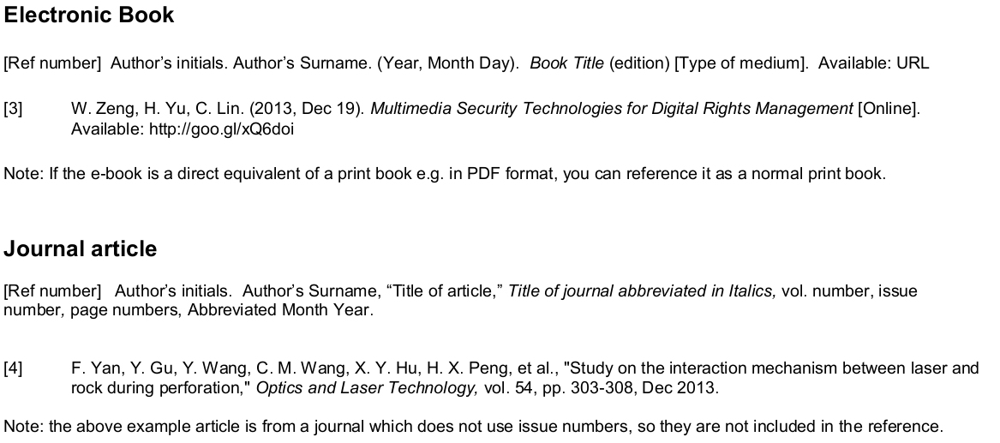 Electronic Book
[Ref number]  Author's initials. Author's Surname. (Year, Month Day).  Book Title (edition) [Type of medium].  Available: URL
[3] W. Zeng, H. Yu, C. Lin. (2013, Dec 19). Multimedia Security Technologies for Digital Rights Management [Online].
Available: http://goo.gl/xQ6doi
Note: If the e-book is a direct equivalent of a print book e.g. in PDF format, you can reference it as a normal print book.
Journal article
[Ref number]   Author's initials.  Author's Surname, “Title of article,” Title of journal abbreviated in Italics, vol. number, issue
number, page numbers, Abbreviated Month Year.
[4] F. Yan, Y. Gu, Y. Wang, C. M. Wang, X. Y. Hu, H. X. Peng, et al., "Study on the interaction mechanism between laser and
rock during perforation," Optics and Laser Technology, vol. 54, pp. 303-308, Dec 2013.
Note: the above example article is from a journal which does not use issue numbers, so they are not included in the reference.